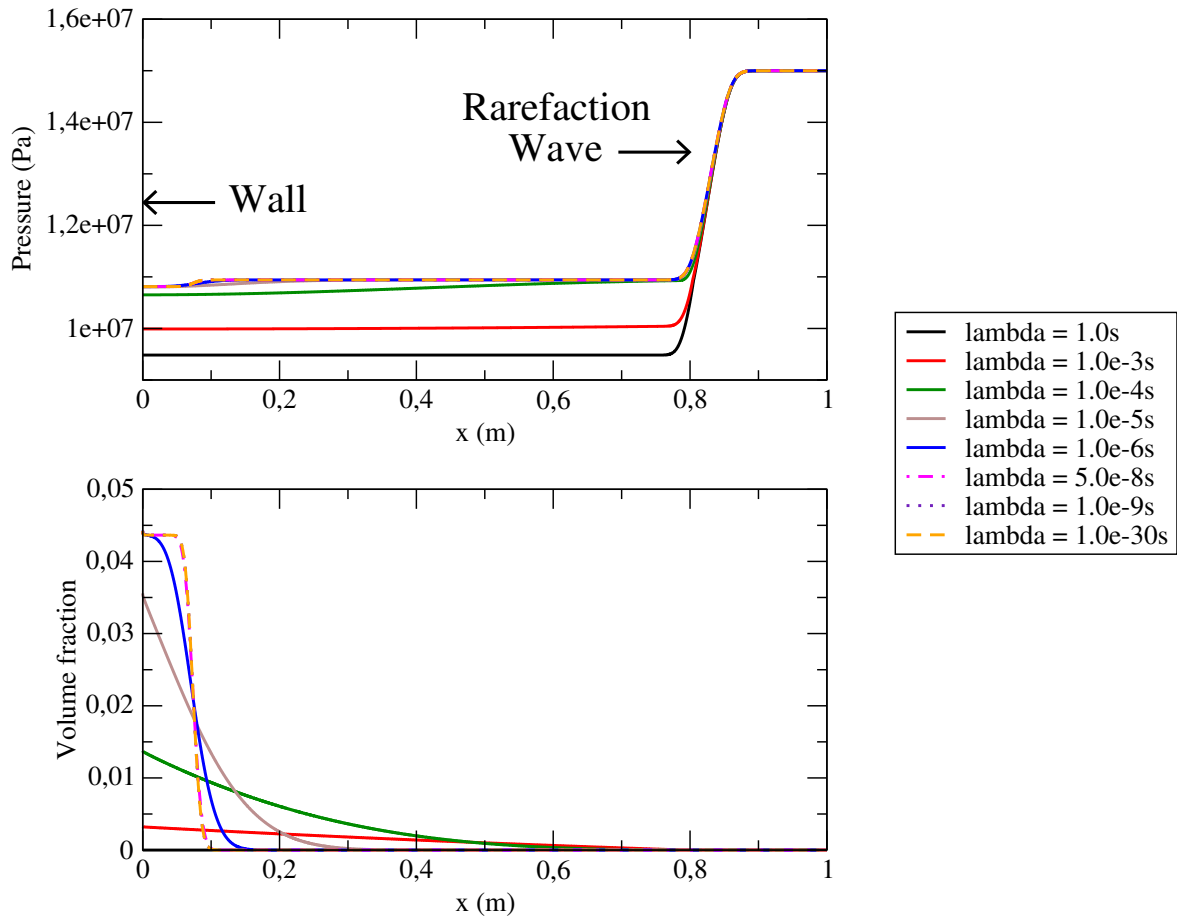 1,6e+07
1,4e+07
1,2e+07
1e+07
Pressure (Pa)
Rarefaction
Wave
Wall
0 0,2 0,4 0,6 0,8 1
x (m)
lambda = 1.0s
lambda = 1.0e-3s
lambda = 1.0e-4s
lambda = 1.0e-5s
lambda = 1.0e-6s
lambda = 5.0e-8s
lambda = 1.0e-9s
lambda = 1.0e-30s
0,05
0,04
0,03
0,02
0,01
0
Volume fraction
0 0,2 0,4 0,6 0,8 1
x (m)